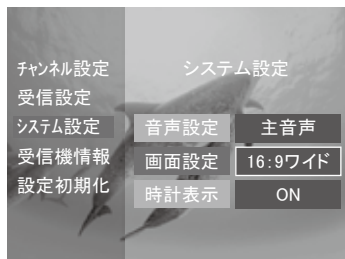 チャンネル設定
受信設定
システム設定
受信機情報
設定初期化
システム設定
音声設定 主音声
画面設定 16:9ワイド
時計表示 ON